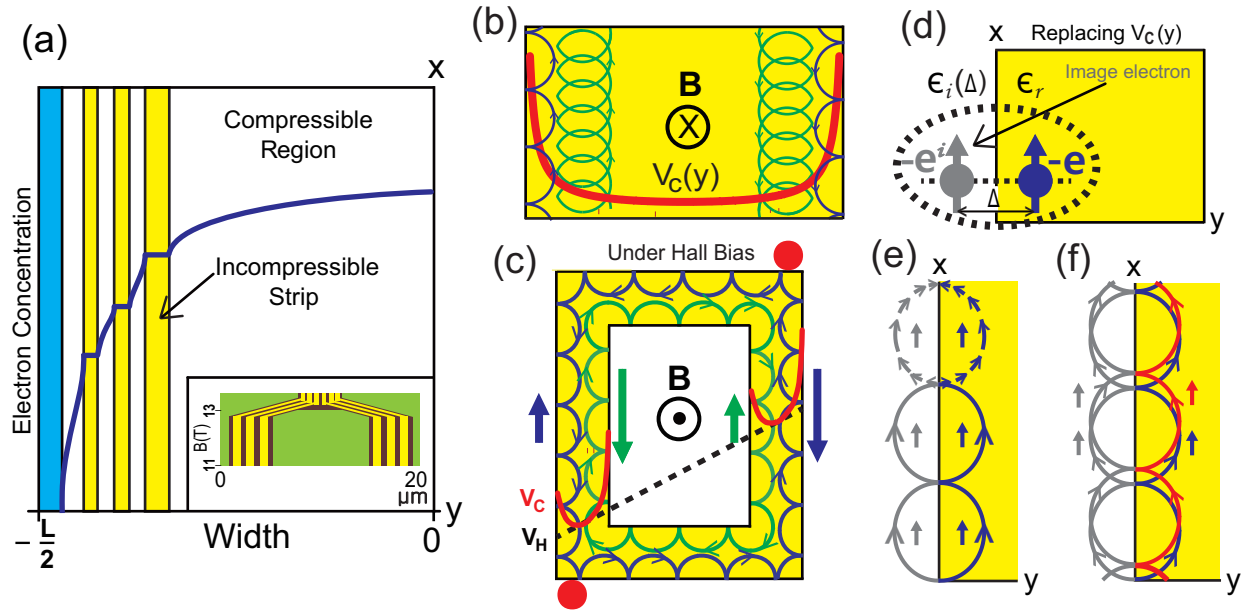 (a)
x
Compressible
Region
Electron Concentration
Incompressible
Strip
B(T)
13
11
0
20
µm
y
− L/2
Width
0
(b)
B
X
V_C(y)
(c)
Under Hall Bias
B
V_C
V_H
(d)
x
Replacing V_C(y)
Image electron
ϵ_i(Δ)
ϵ_r
-e^i
-e
Δ
y
(e)
x
y
(f)
x
y